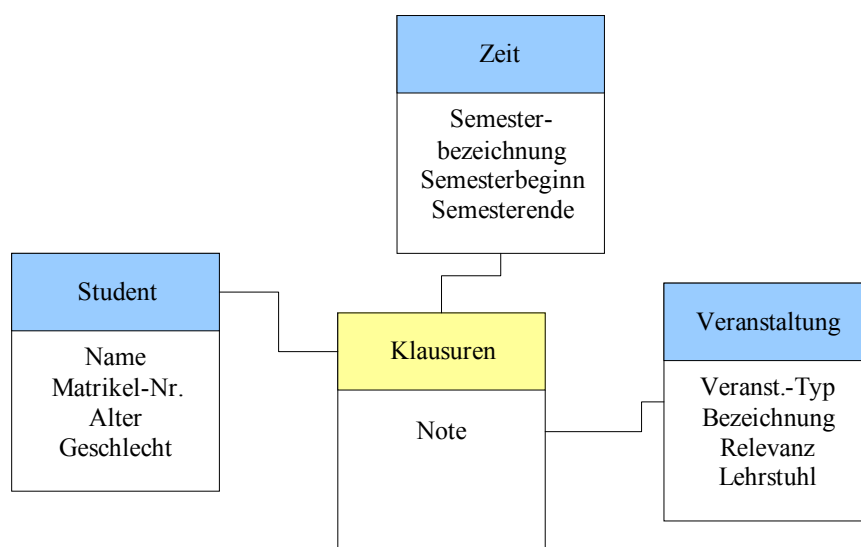 Zeit
Semester-
bezeichnung
Semesterbeginn
Semesterende
Student
Name
Matrikel-Nr.
Alter
Geschlecht
Klausuren
Note
Veranstaltung
Veranst.-Typ
Bezeichnung
Relevanz
Lehrstuhl